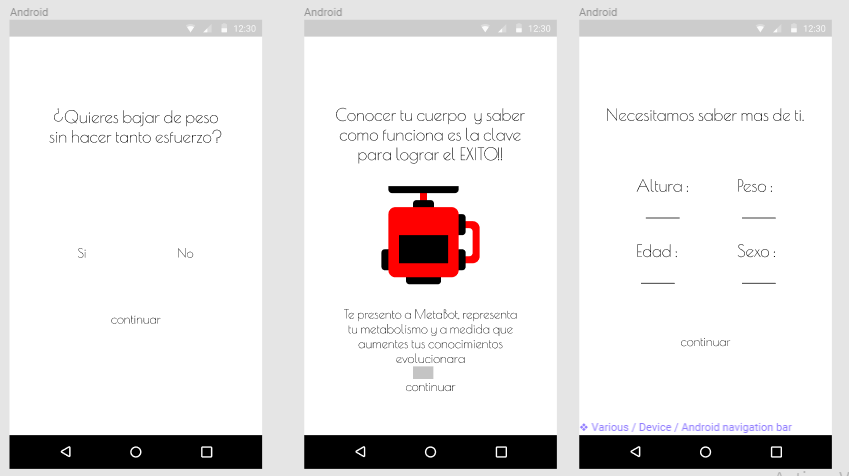 Android
12:30
¿Quieres bajar de peso
sin hacer tanto esfuerzo?
Si
No
continuar
Android
12:30
Conocer tu cuerpo y saber
como funciona es la clave
para lograr el EXITO!!
Te presento a MetaBot, representa
tu metabolismo y a medida que
aumentes tus conocimientos
evolucionara
continuar
Android
12:30
Necesitamos saber mas de ti.
Altura :
Peso :
Edad :
Sexo :
continuar
❖ Various / Device / Android navigation bar